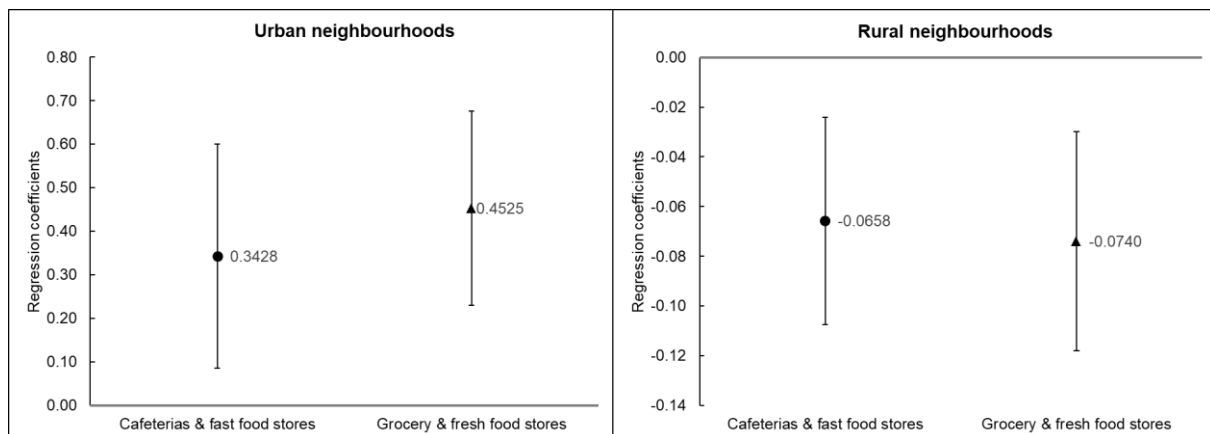 Urban neighbourhoods
0.80
0.70
0.60
0.50
0.40
0.30
0.20
0.10
0.00
Regression coefficients
0.3428
0.4525
Cafeterias & fast food stores
Grocery & fresh food stores
Rural neighbourhoods
0.00
-0.02
-0.04
-0.06
-0.08
-0.10
-0.12
-0.14
Regression coefficients
-0.0658
-0.0740
Cafeterias & fast food stores
Grocery & fresh food stores